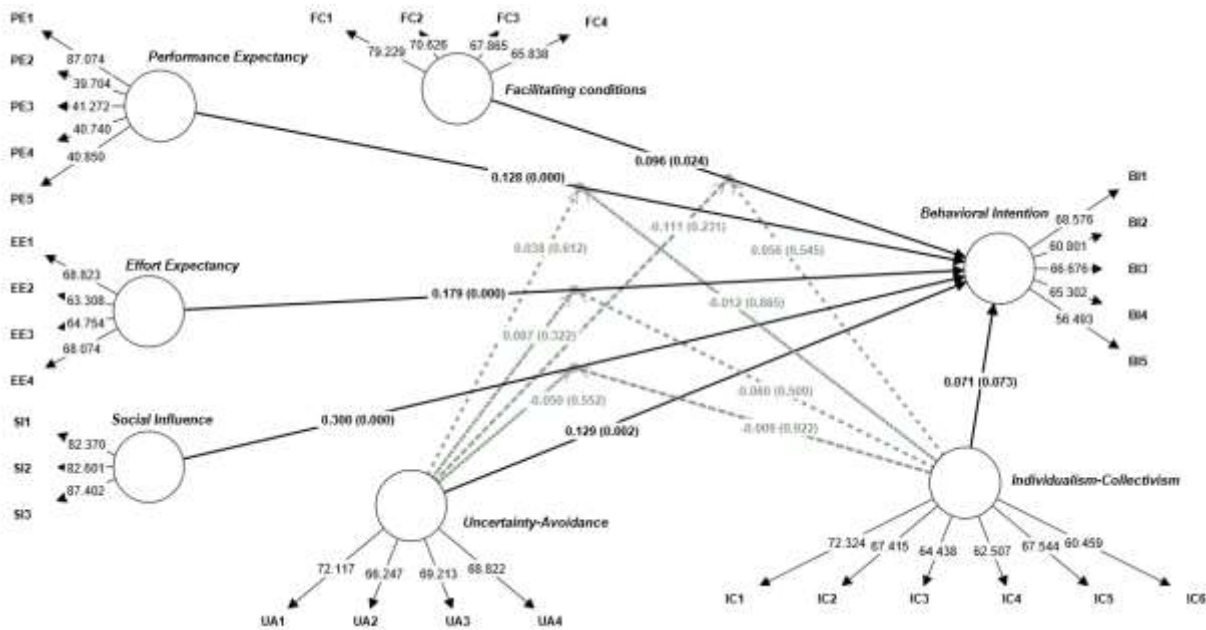 PE1
PE2
PE3
PE4
PE5
87.074
39.704
41.272
40.740
40.850
Performance Expectancy
FC1
FC2
FC3
FC4
79.229
70.626
67.865
65.838
Facilitating conditions
0.096 (0.024)
0.128 (0.000)
EE1
EE2
EE3
EE4
68.823
63.308
64.754
68.074
Effort Expectancy
0.179 (0.000)
SI1
SI2
SI3
82.370
82.601
87.402
Social Influence
0.300 (0.000)
0.038 (0.612)
-0.111 (0.231)
0.056 (0.545)
-0.012 (0.865)
(0.322)
-0.050 (0.552)
(0.922)
0.129 (0.002)
0.071 (0.073)
Behavioral Intention
BI1
BI2
BI3
BI4
BI5
68.576
60.801
66.676
65.302
56.493
Uncertainty-Avoidance
72.117
66.247
69.213
68.822
UA1
UA2
UA3
UA4
Individualism-Collectivism
72.324
67.415
64.438
62.507
67.544
60.459
IC1
IC2
IC3
IC4
IC5
IC6